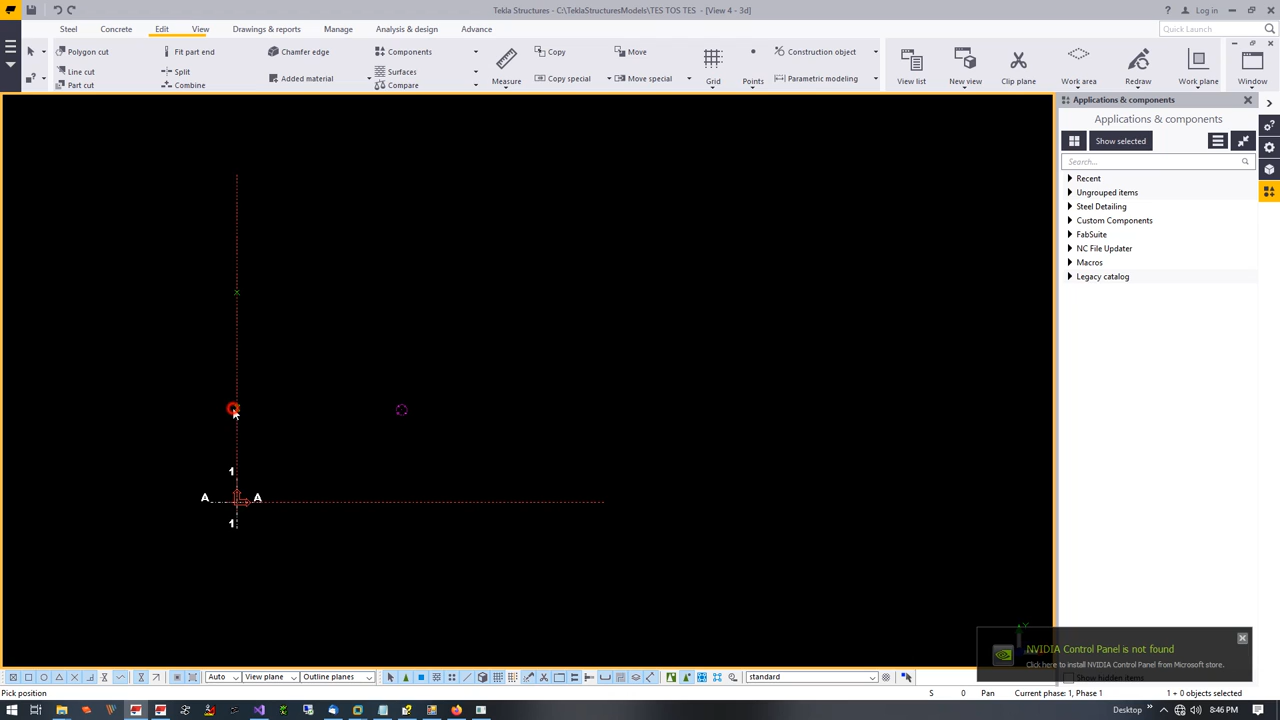 Tekla Structures - C:\TeklaStructuresModels\TES TOS TES - [View 4 - 3d]
Log in
Steel
Concrete
Edit
View
Drawings & reports
Manage
Analysis & design
Advance
Quick Launch
Polygon cut
Fit part end
Chamfer edge
Components
Copy
Move
Construction object
Line cut
Split
Added material
Surfaces
Copy special
Move special
Parametric modeling
Part cut
Combine
Compare
Measure
Grid
Points
View list
New view
Clip plane
Work area
Redraw
Work plane
Window
Applications & components
Applications & components
Show selected
Search...
Recent
Ungrouped items
Steel Detailing
Custom Components
FabSuite
NC File Updater
Macros
Legacy catalog
1
A
A
1
NVIDIA Control Panel is not found
Click here to install NVIDIA Control Panel from Microsoft store.
Show hidden items
Auto
View plane
Outline planes
standard
Pick position
S
0
Pan
Current phase: 1, Phase 1
1 + 0 objects selected
Desktop
8:46 PM